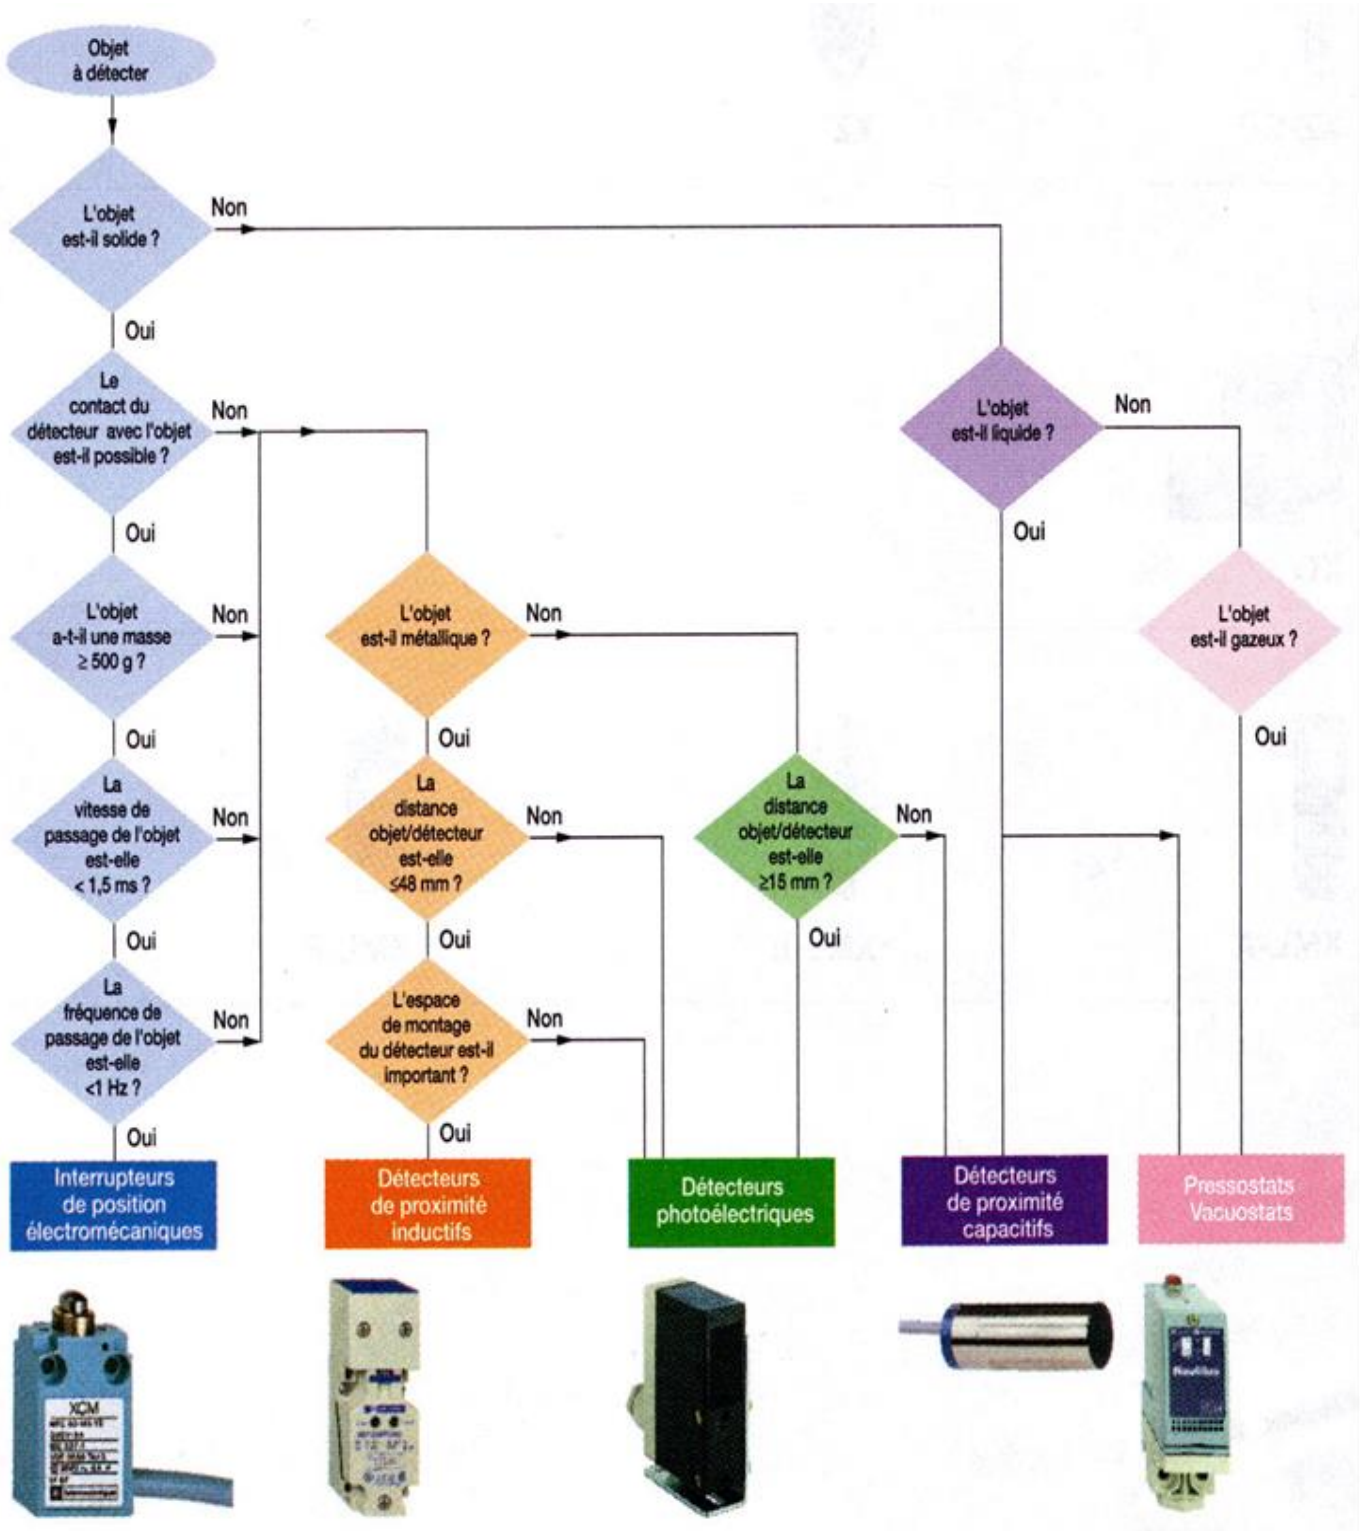 Objet
à détecter
L'objet
est-il solide ?
Non
Oui
Le
contact du
détecteur avec l'objet
est-il possible ?
Non
Oui
L'objet
est-il liquide ?
Non
Oui
L'objet
a-t-il une masse
≥ 500 g ?
Non
Oui
L'objet
est-il métallique ?
Non
Oui
L'objet
est-il gazeux ?
Oui
La
vitesse de
passage de l'objet
est-elle
< 1,5 ms ?
Non
Oui
La
distance
objet/détecteur
est-elle
≤48 mm ?
Non
Oui
La
distance
objet/détecteur
est-elle
≥15 mm ?
Non
Oui
La
fréquence de
passage de l'objet
est-elle
<1 Hz ?
Non
Oui
L'espace
de montage
du détecteur est-il
important ?
Non
Oui
Interrupteurs
de position
électromécaniques
Détecteurs
de proximité
inductifs
Détecteurs
photoélectriques
Détecteurs
de proximité
capacitifs
Pressostats
Vacuostats
XCM
Nautilus